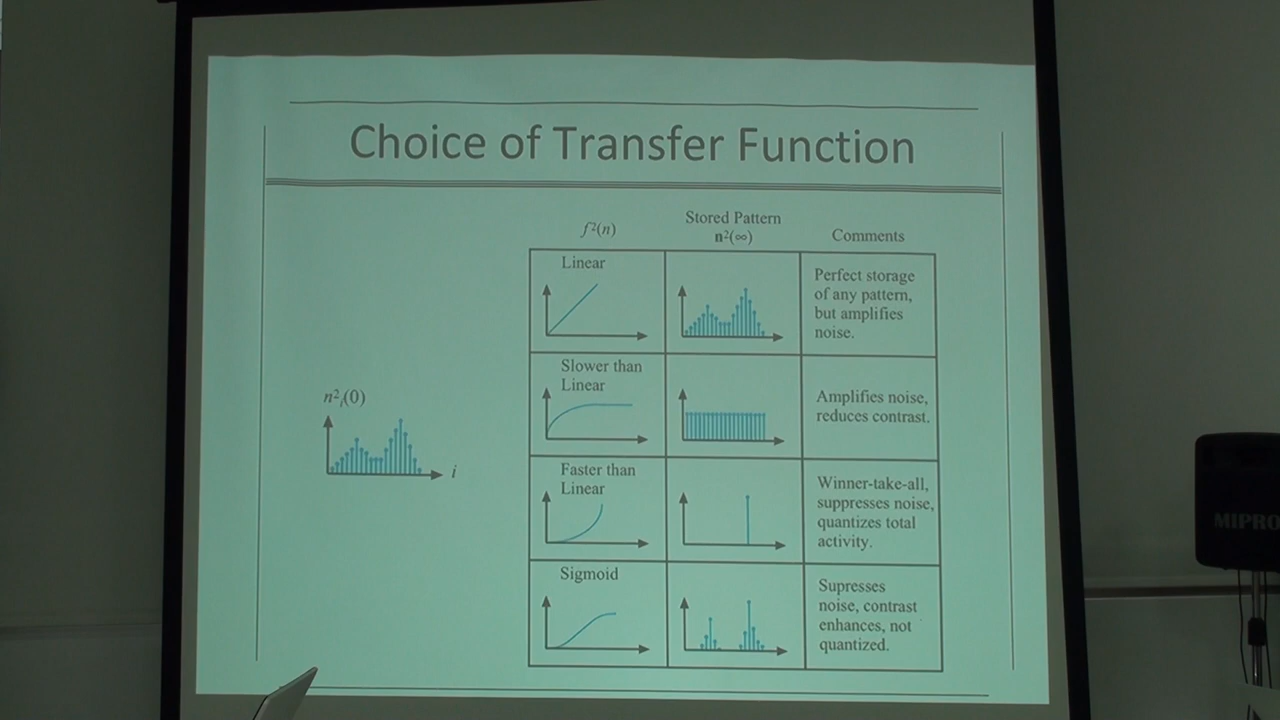 Choice of Transfer Function
f²(n)
Stored Pattern
n²(∞)
Comments
Linear
Perfect storage
of any pattern,
but amplifies
noise.
Slower than
Linear
Amplifies noise,
reduces contrast.
n²ᵢ(0)
i
Faster than
Linear
Winner-take-all,
suppresses noise,
quantizes total
activity.
Sigmoid
Supresses
noise, contrast
enhances, not
quantized.
MIPRO